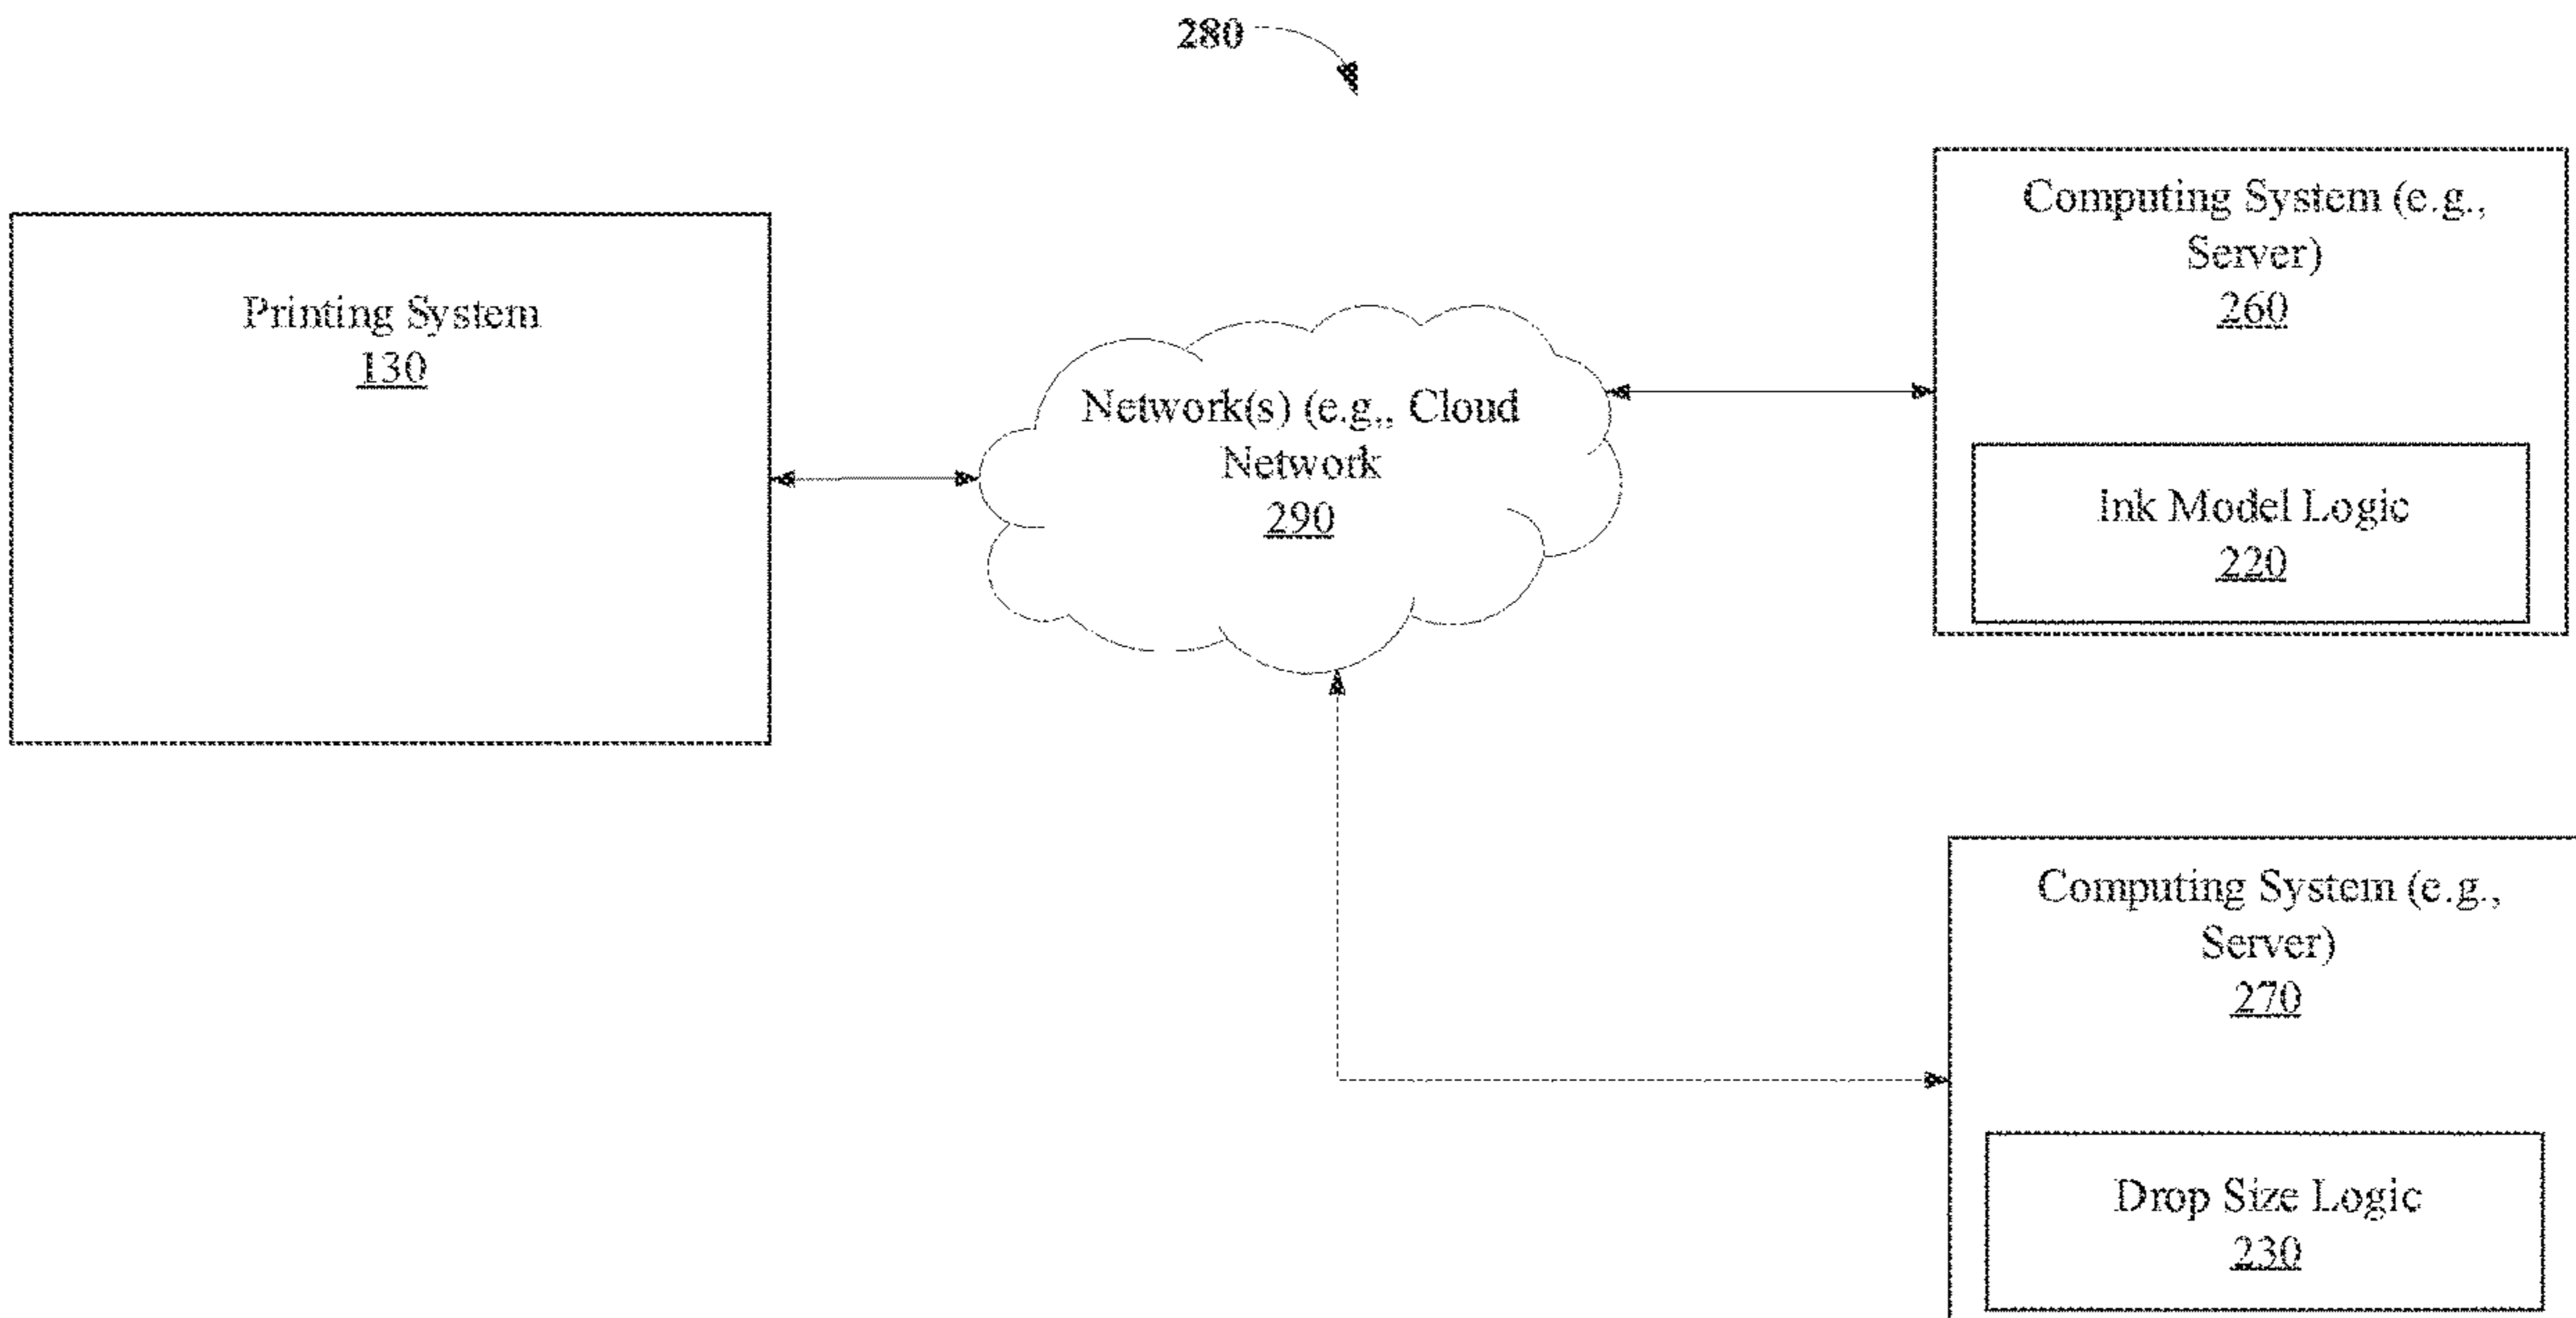 280
Computing System (e.g.,
Server)
260
Printing System
130
Network(s) (e.g,, Cloud
Network
290
Ink Model Logic
220
Computing System (e.g.,
Server)
270
Drop Size Logic
230